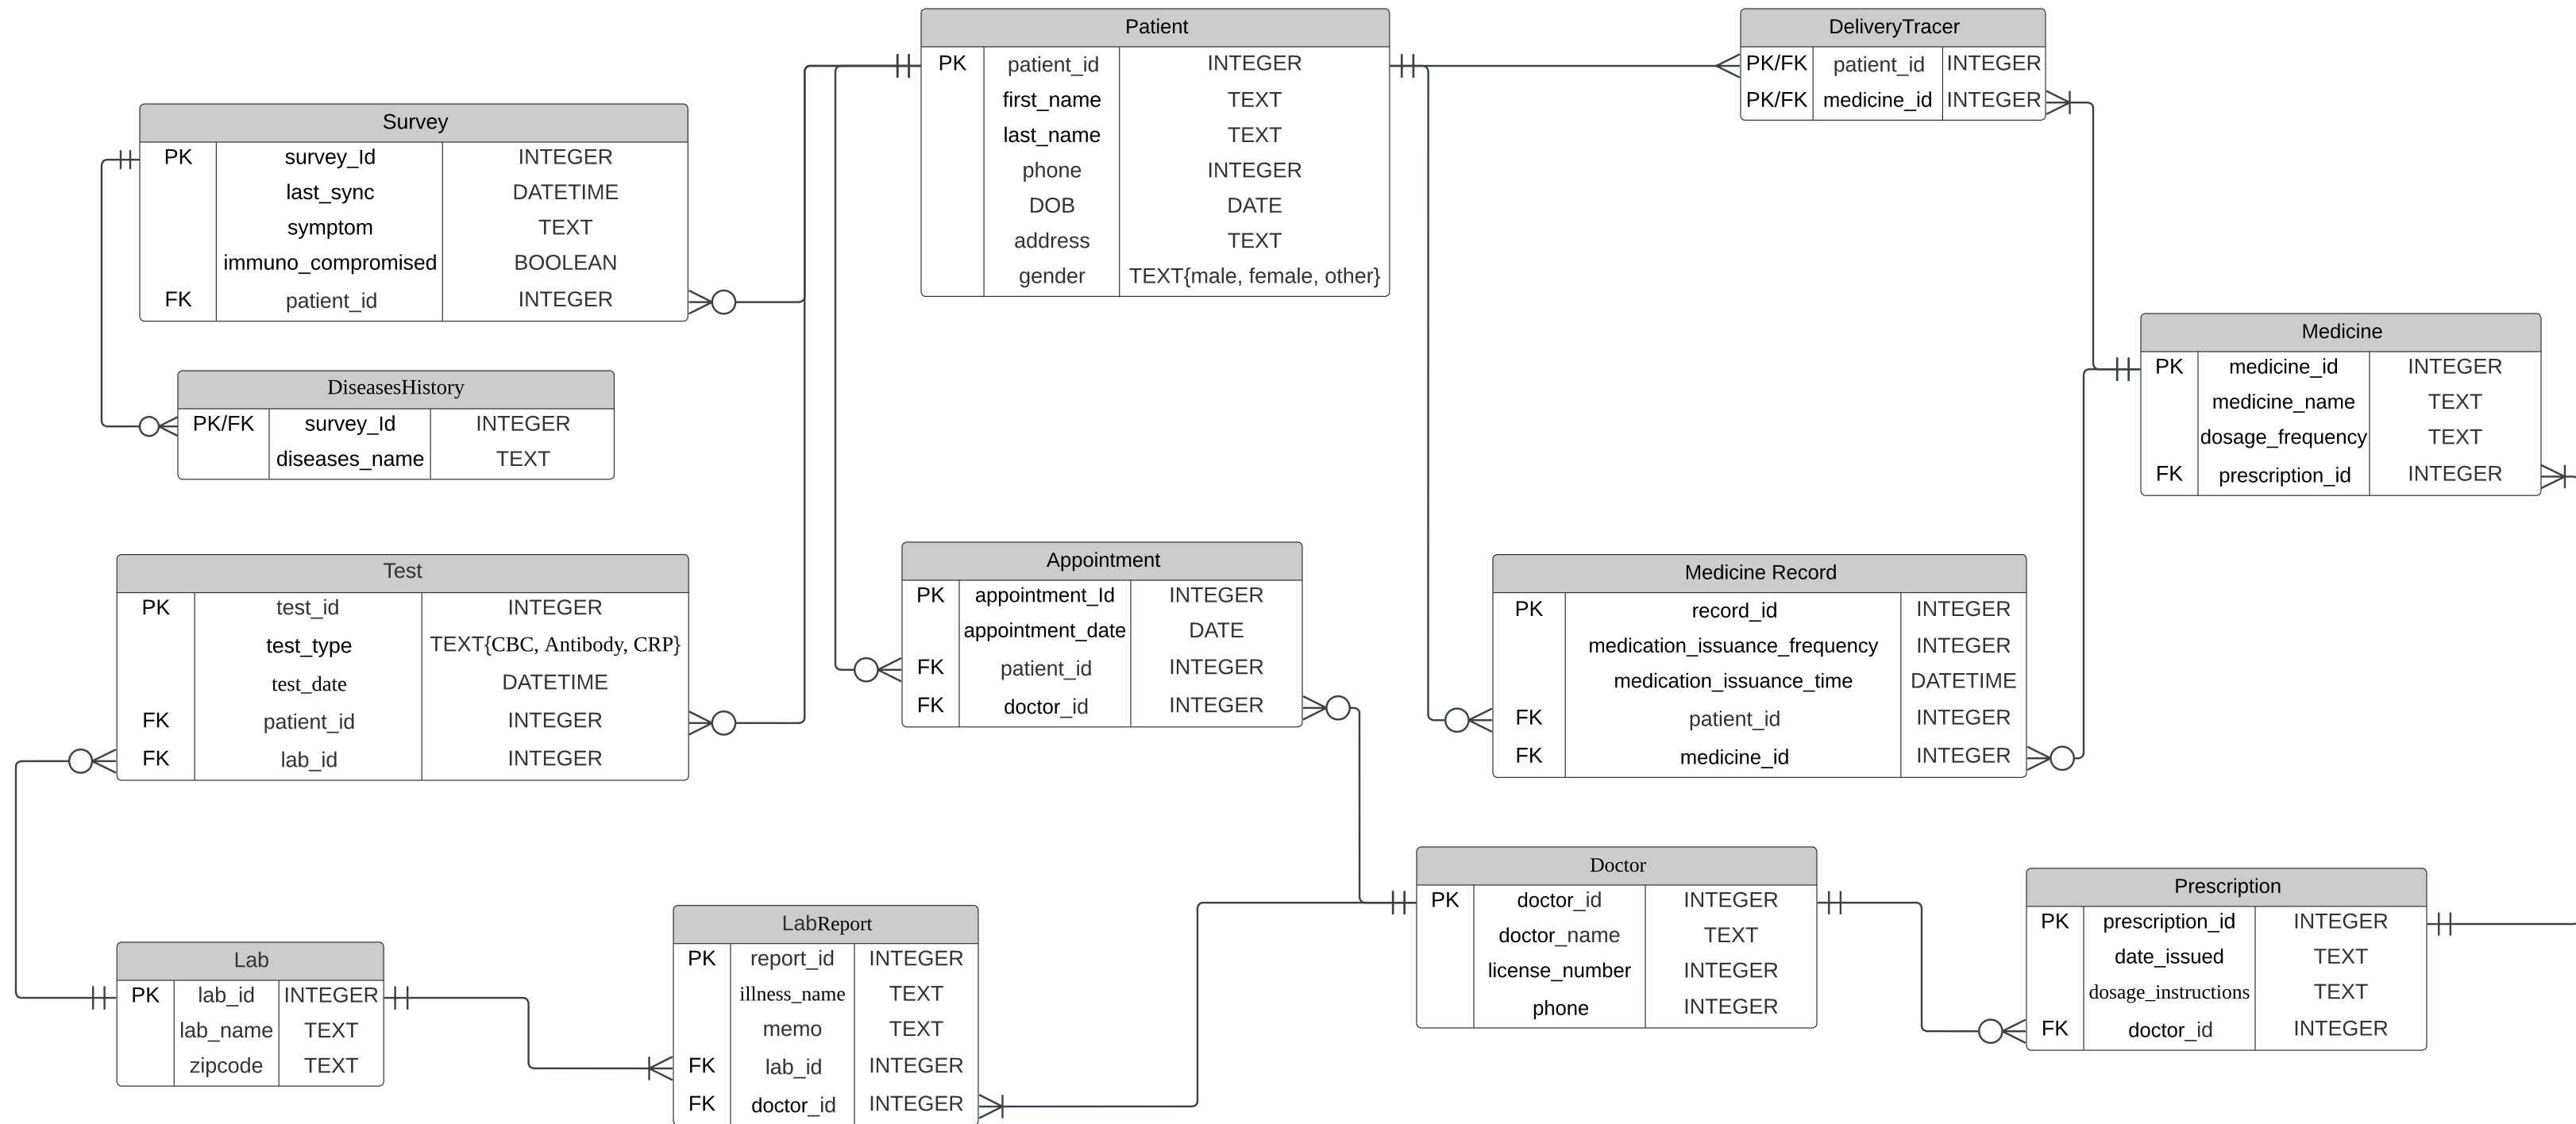 Patient
PK patient_id INTEGER
first_name TEXT
last_name TEXT
phone INTEGER
DOB DATE
address TEXT
gender TEXT{male, female, other}
DeliveryTracer
PK/FK patient_id INTEGER
PK/FK medicine_id INTEGER
Survey
PK survey_Id INTEGER
last_sync DATETIME
symptom TEXT
immuno_compromised BOOLEAN
FK patient_id INTEGER
DiseasesHistory
PK/FK survey_Id INTEGER
diseases_name TEXT
Medicine
PK medicine_id INTEGER
medicine_name TEXT
dosage_frequency TEXT
FK prescription_id INTEGER
Test
PK test_id INTEGER
test_type TEXT{CBC, Antibody, CRP}
test_date DATETIME
FK patient_id INTEGER
FK lab_id INTEGER
Appointment
PK appointment_Id INTEGER
appointment_date DATE
FK patient_id INTEGER
FK doctor_id INTEGER
Medicine Record
PK record_id INTEGER
medication_issuance_frequency INTEGER
medication_issuance_time DATETIME
FK patient_id INTEGER
FK medicine_id INTEGER
Lab
PK lab_id INTEGER
lab_name TEXT
zipcode TEXT
LabReport
PK report_id INTEGER
illness_name TEXT
memo TEXT
FK lab_id INTEGER
FK doctor_id INTEGER
Doctor
PK doctor_id INTEGER
doctor_name TEXT
license_number INTEGER
phone INTEGER
Prescription
PK prescription_id INTEGER
date_issued TEXT
dosage_instructions TEXT
FK doctor_id INTEGER